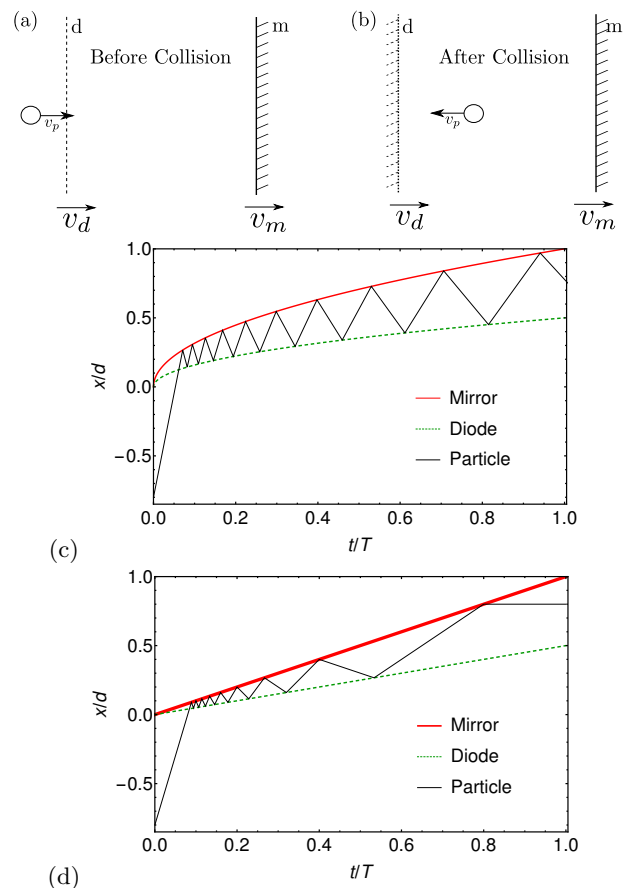 (a) d
Before Collision
m
v_p
v_d
v_m
(b) d
After Collision
m
v_p
v_d
v_m
1.0
0.5
0.0
−0.5
x/d
Mirror
Diode
Particle
0.0 0.2 0.4 0.6 0.8 1.0
t/T
(c)
1.0
0.5
0.0
−0.5
x/d
Mirror
Diode
Particle
0.0 0.2 0.4 0.6 0.8 1.0
t/T
(d)